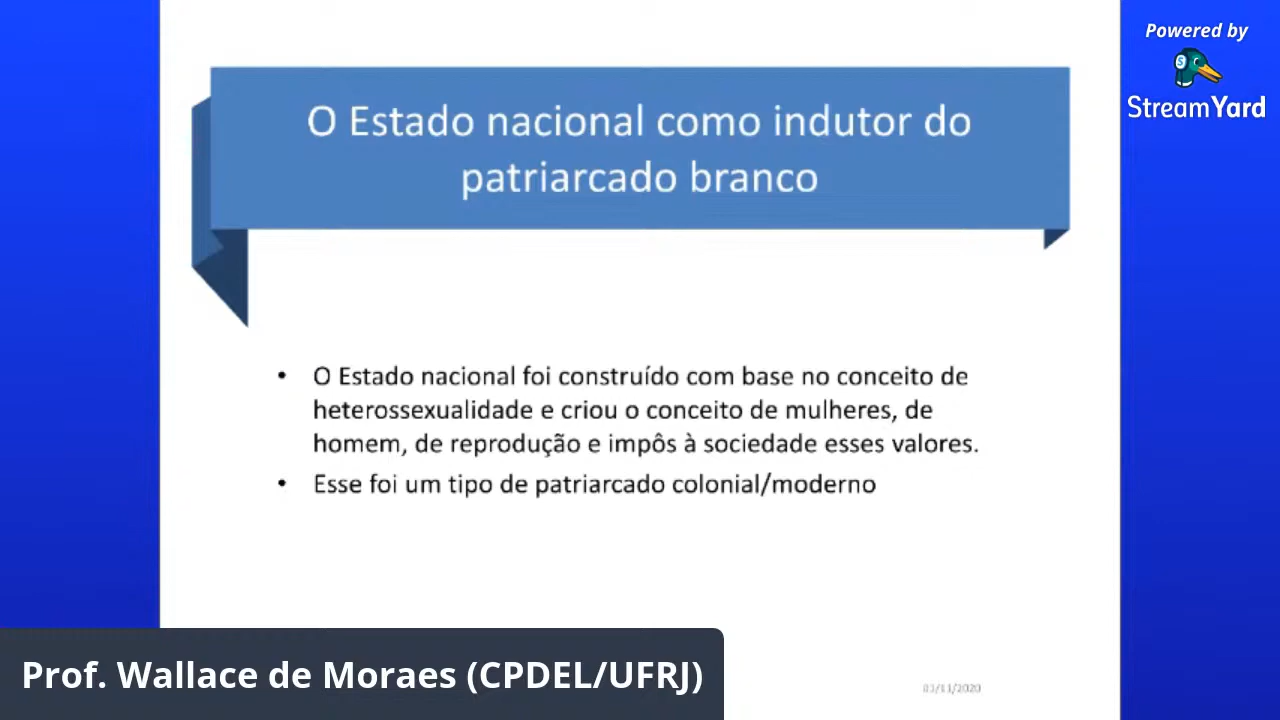 Powered by
StreamYard
O Estado nacional como indutor do
patriarcado branco
• O Estado nacional foi construído com base no conceito de
heterossexualidade e criou o conceito de mulheres, de
homem, de reprodução e impôs à sociedade esses valores.
• Esse foi um tipo de patriarcado colonial/moderno
Prof. Wallace de Moraes (CPDEL/UFRJ)